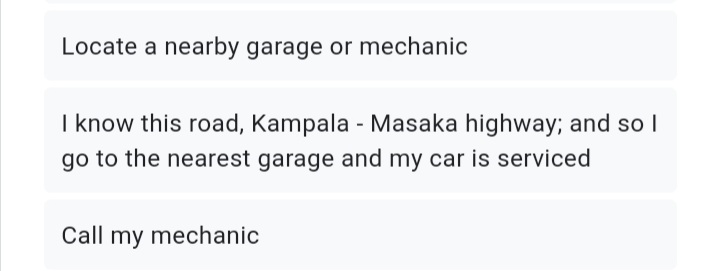 Locate a nearby garage or mechanic
I know this road, Kampala - Masaka highway; and so I
go to the nearest garage and my car is serviced
Call my mechanic